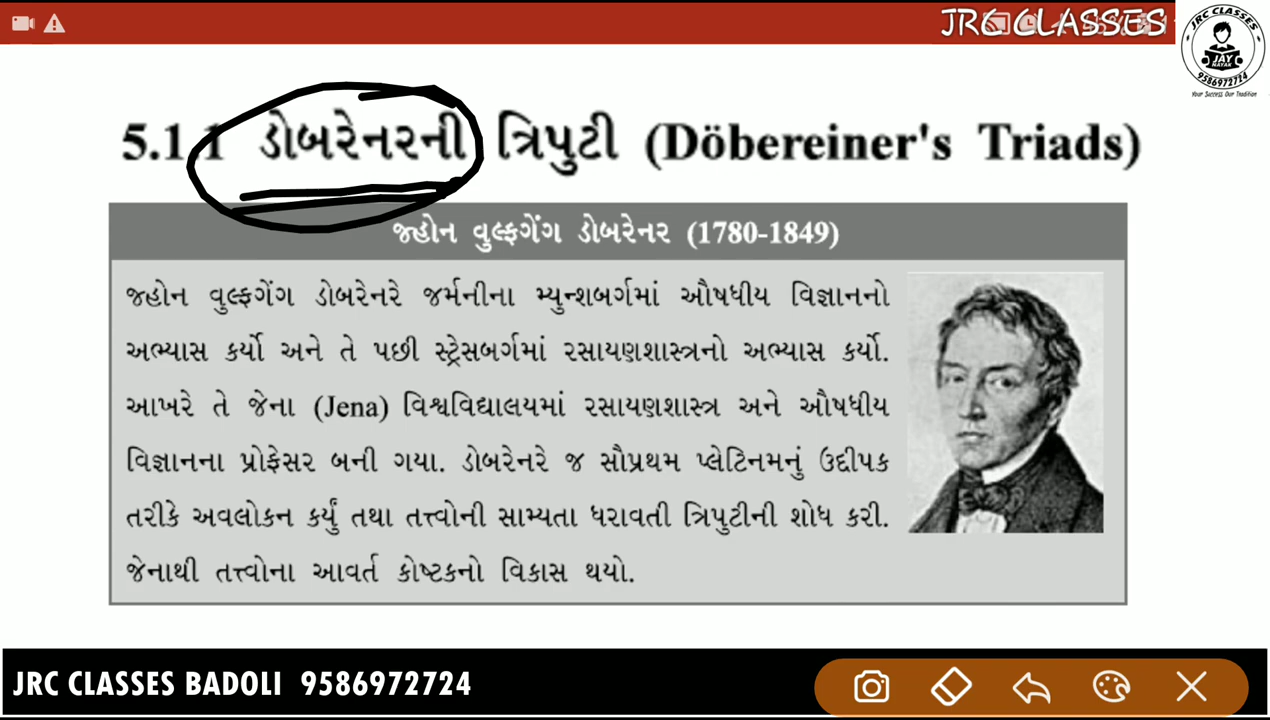 JRC CLASSES
JRC CLASSES
JAY
NAYAK
9586972724
Your Success Our Tradition
5.1.1 ડોબરેનરની ત્રિપુટી (Döbereiner's Triads)
જ્હોન વુલ્ફગેંગ ડોબરેનર (1780-1849)
જ્હોન વુલ્ફગેંગ ડોબરેનરે જર્મનીના મ્યુન્શબર્ગમાં ઔષધીય વિજ્ઞાનનો
અભ્યાસ કર્યો અને તે પછી સ્ટ્રેસબર્ગમાં રસાયણશાસ્ત્રનો અભ્યાસ કર્યો.
આખરે તે જેના (Jena) વિશ્વવિદ્યાલયમાં રસાયણશાસ્ત્ર અને ઔષધીય
વિજ્ઞાનના પ્રોફેસર બની ગયા. ડોબરેનરે જ સૌપ્રથમ પ્લેટિનમનું ઉદ્દીપક
તરીકે અવલોકન કર્યું તથા તત્ત્વોની સામ્યતા ધરાવતી ત્રિપુટીની શોધ કરી.
જેનાથી તત્ત્વોના આવર્ત કોષ્ટકનો વિકાસ થયો.
JRC CLASSES BADOLI 9586972724